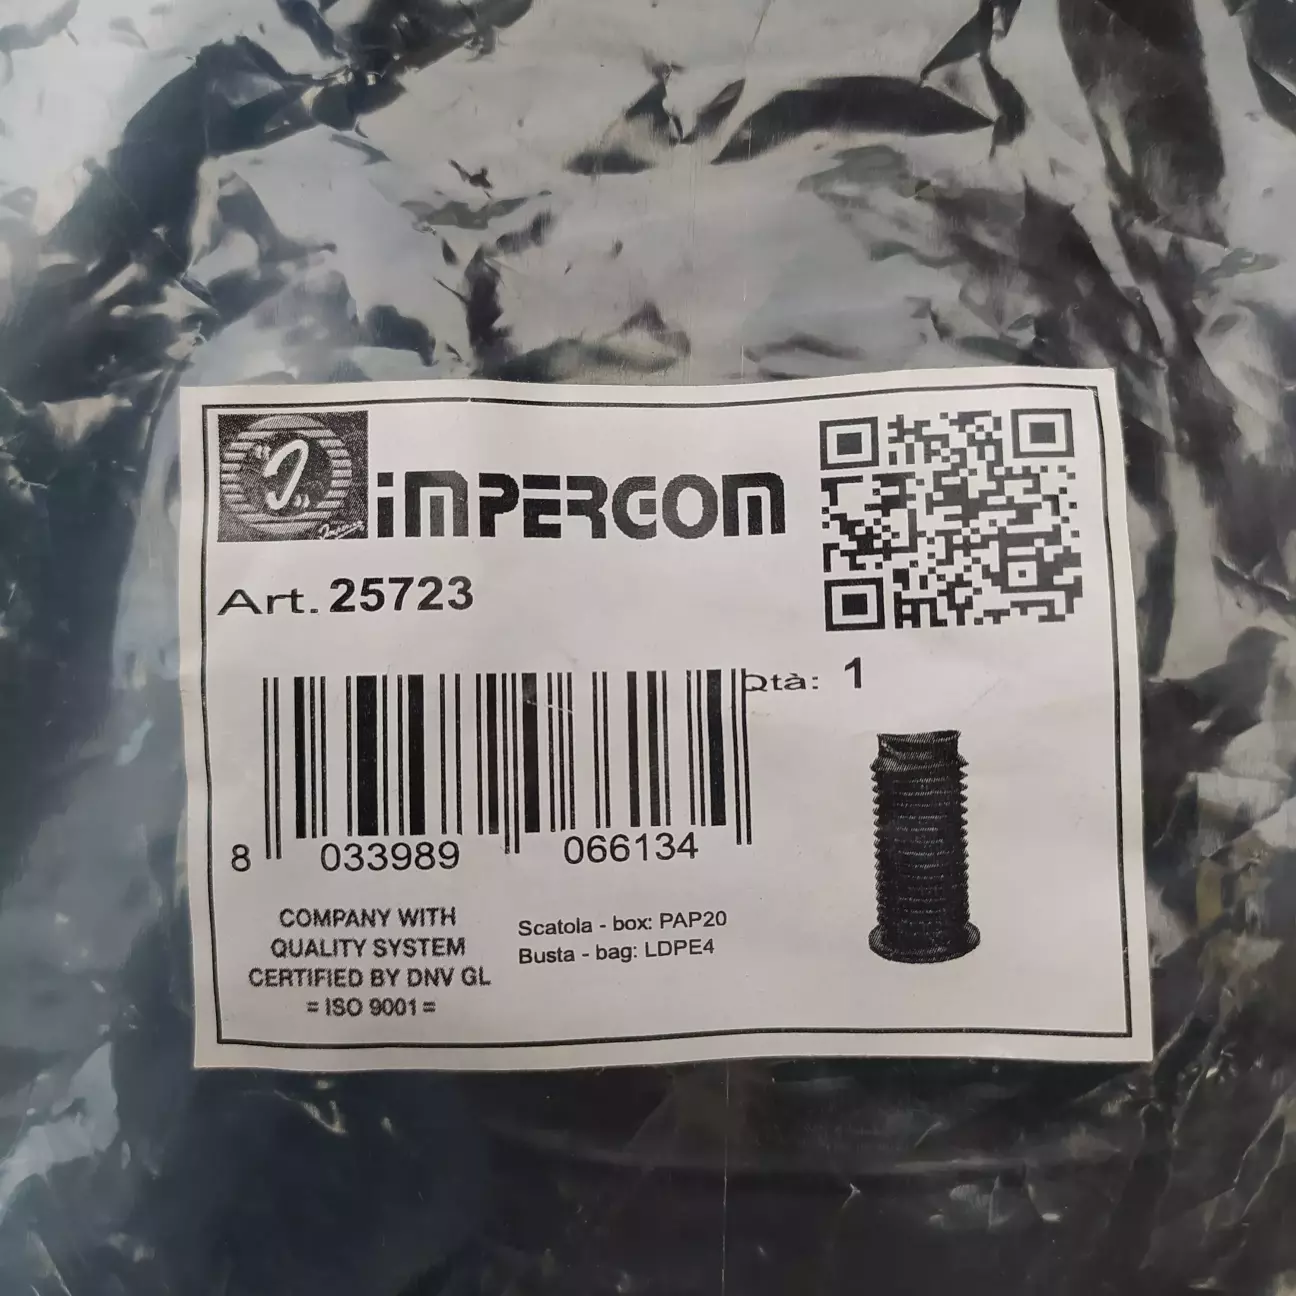 iMPERGOM
Art. 25723
Qtà: 1
8 033989 066134
COMPANY WITH
QUALITY SYSTEM
CERTIFIED BY DNV GL
= ISO 9001 =
Scatola - box: PAP20
Busta - bag: LDPE4